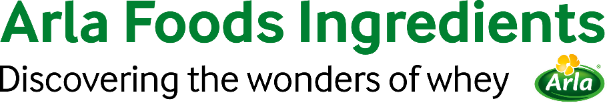 Arla Foods Ingredients
Discovering the wonders of whey
Arla®